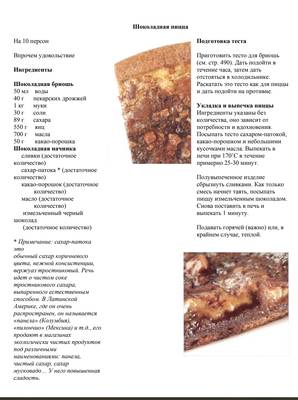 Шоколадная пицца
На 10 персон
Впрочем удовольствие
Ингредиенты
Шоколадная бриошь
50 мл воды
40 г пекарских дрожжей
1 кг муки
30 г соли
89 г сахара
550 г яиц
700 г масла
50 г какао-порошок
Шоколадная начинка
сливки (достаточное
количество)
сахар-патока * (достаточное
количество)
какао-порошок (достаточное
количество)
масло (достаточное
количество)
измельченный черный
шоколад
(достаточное количество)
* Примечание: сахар-патока
это
обычный сахар коричневого
цвета, нежной консистенции,
вержуаз тростниковый. Речь
идет о чистом соке
тростникового сахара,
выпаренного естественным
способом. В Латинской
Америке, где он очень
распространен, он называется
«панела» (Колумбия),
«пилончио» (Мексика) и т.д., его
продают в магазинах
экологически чистых продуктов
под различными
наименованиями: панела,
чистый сахар, сахар
мусковадо... У него повышенная
сладость.
Подготовка теста
Приготовить тесто для бриошь
(см. стр. 490). Дать подойти в
течение часа, затем дать
отстояться в холодильнике.
Раскатать это тесто как для пиццы
и дать подойти на противне.
Укладка и выпечка пиццы
Ингредиенты указаны без
количества, оно зависит от
потребности и вдохновения.
Посыпать тесто сахаром-патокой,
какао-порошком и небольшими
кусочками масла. Выпекать в
печи при 170°С в течение
примерно 25-30 минут.
Полувыпеченное изделие
сбрызнуть сливками. Как только
смесь начнет таять, посыпать
пиццу измельченным шоколадом.
Снова поставить в печь и
выпекать 1 минуту.
Подавать горячей (важно) или, в
крайнем случае, теплой.